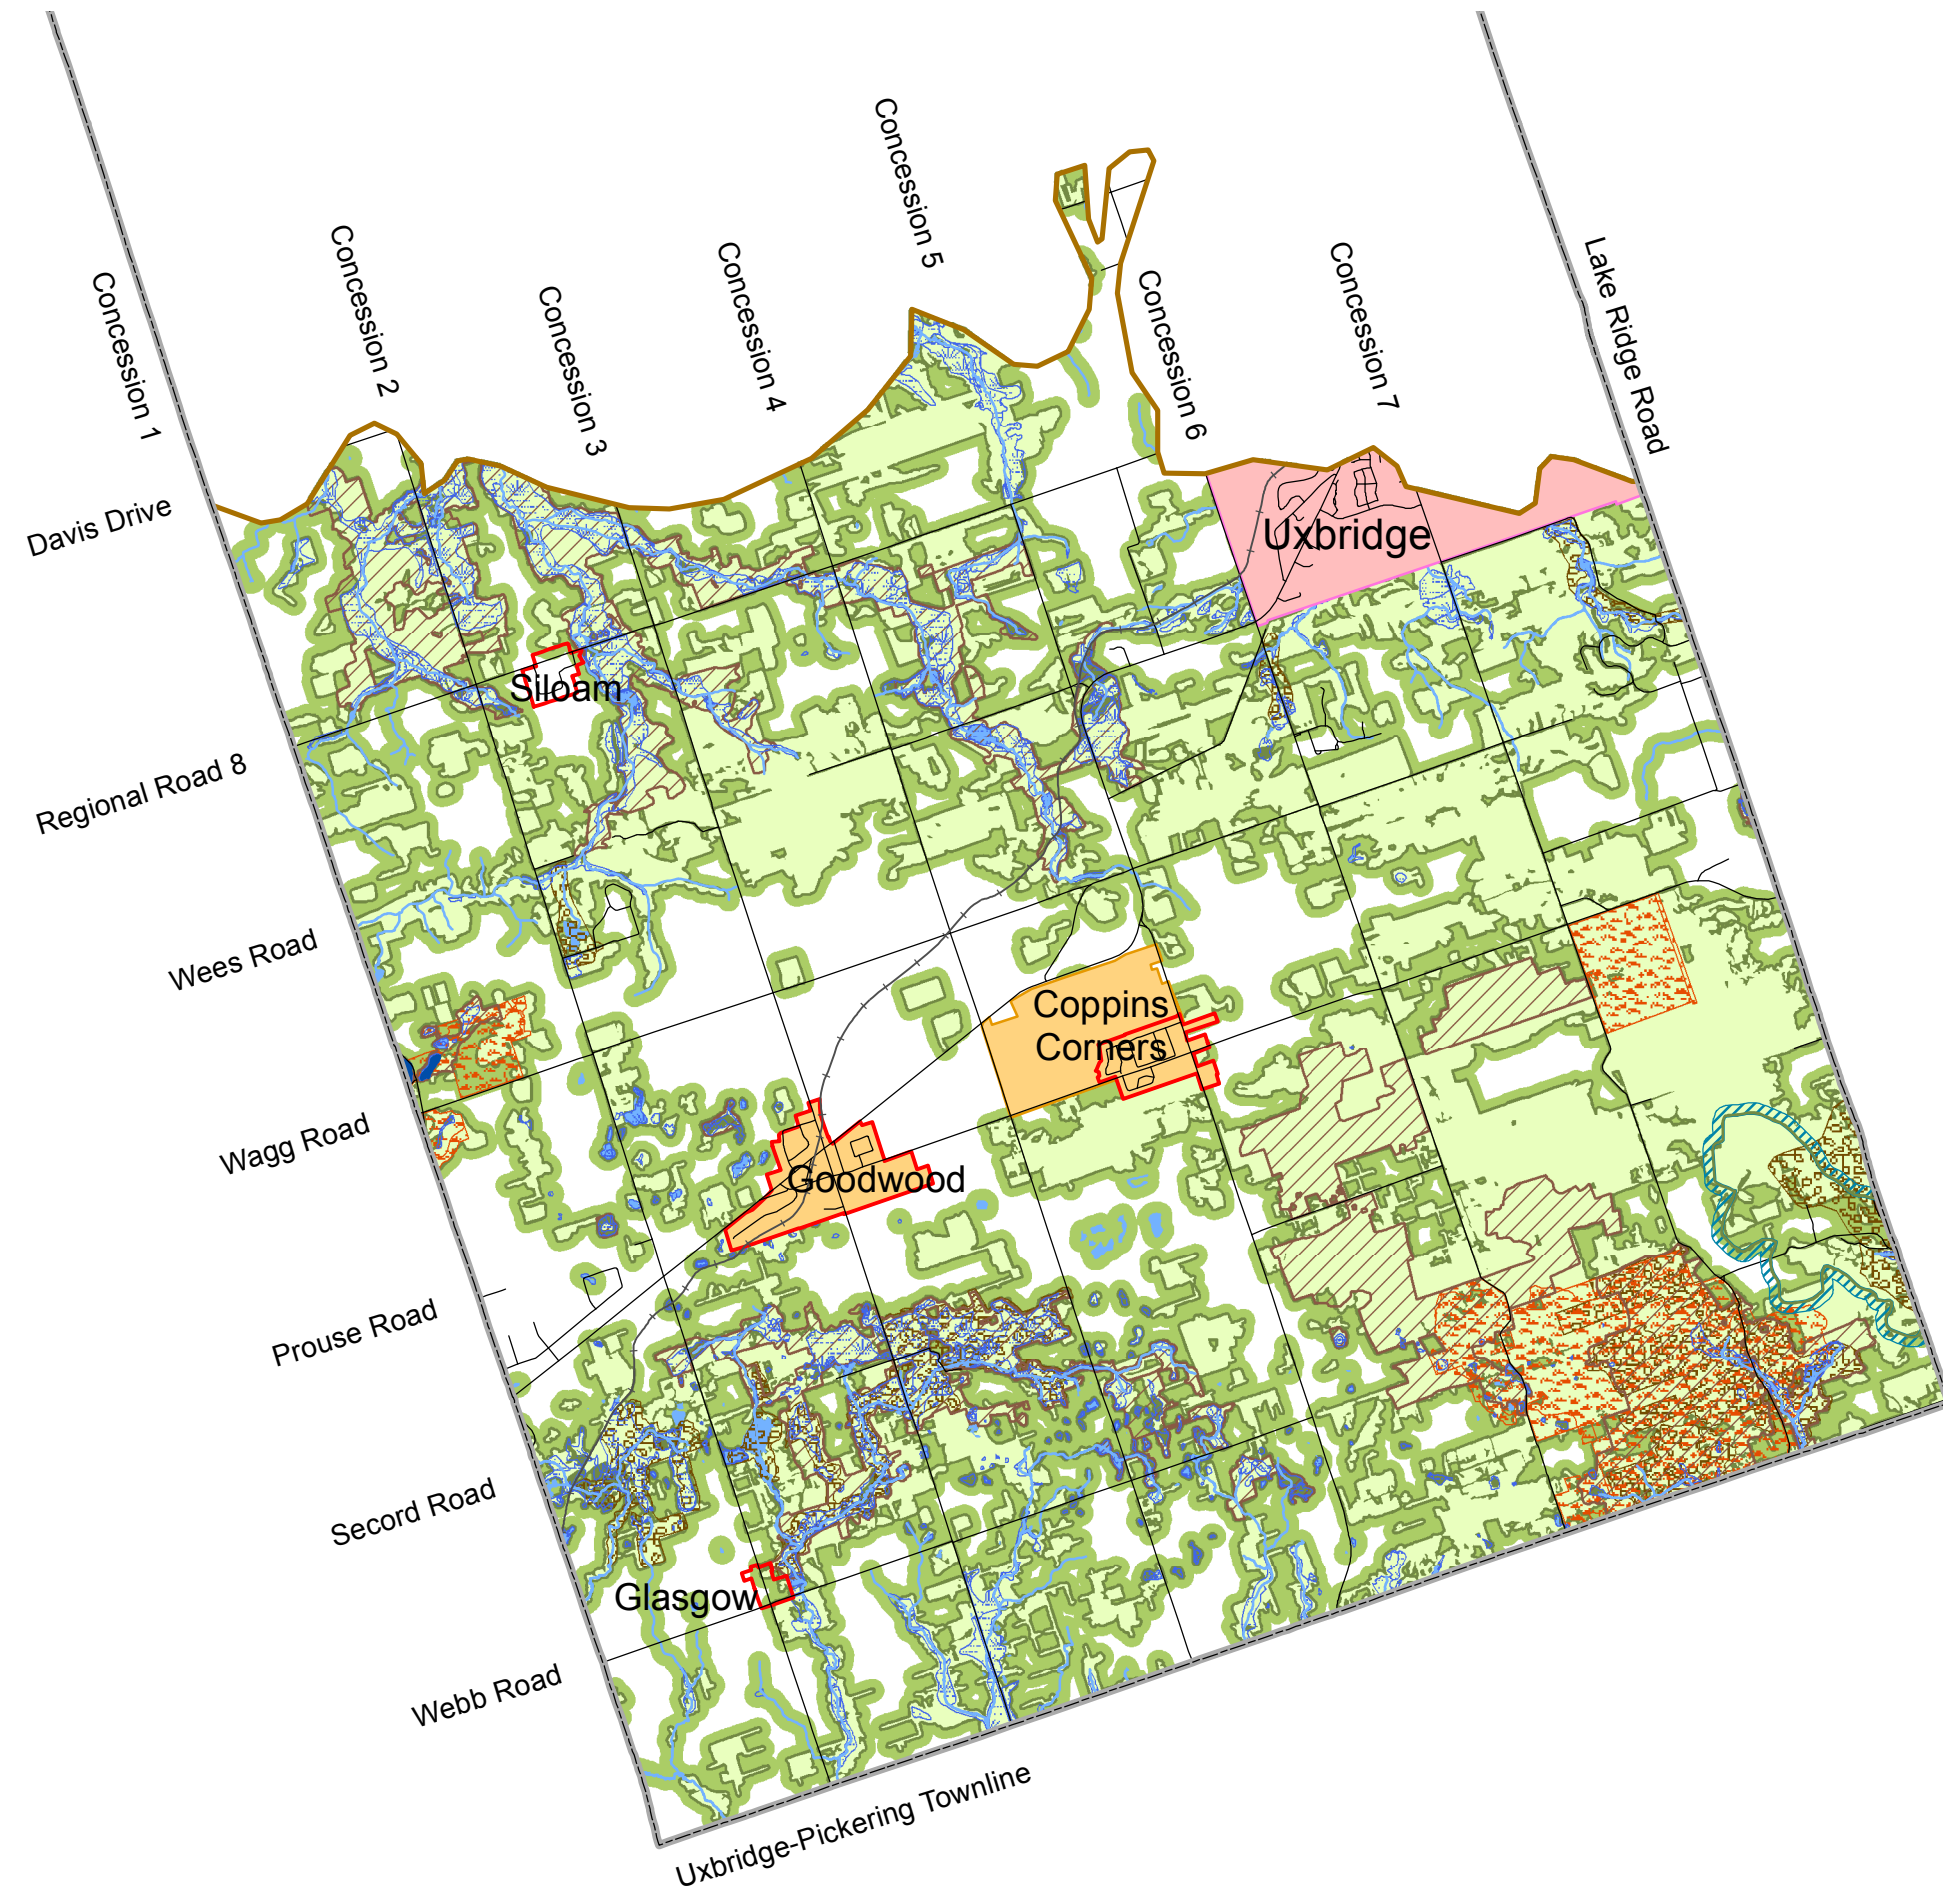 Concession 5
Concession 2
Concession 4
Lake Ridge Road
Concession 7
Concession 1
Concession 6
Concession 3
Davis Drive
Uxbridge
Siloam
Regional Road 8
Wees Road
Coppins
Corners
Wagg Road
Goodwood
Prouse Road
Secord Road
Glasgow
Webb Road
Uxbridge-Pickering Townline